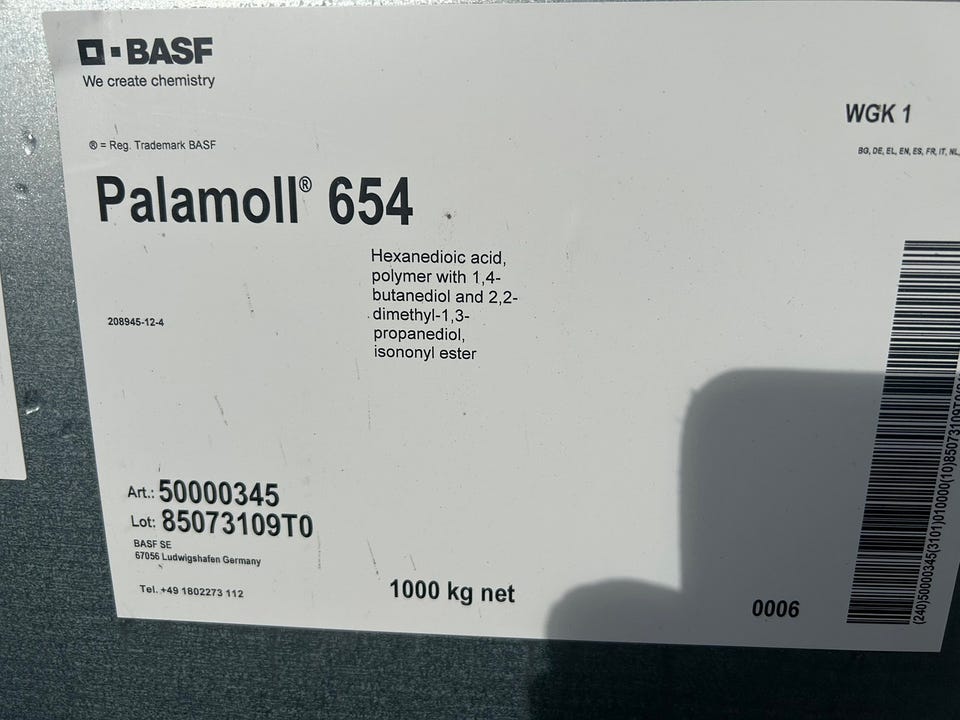 BASF
We create chemistry
WGK 1
BG, DE, EL, EN, ES, FR, IT, NL,
® = Reg. Trademark BASF
Palamoll® 654
Hexanedioic acid,
polymer with 1,4-
butanediol and 2,2-
dimethyl-1,3-
propanediol,
isononyl ester
208945-12-4
Art.: 50000345
Lot: 85073109T0
BASF SE
67056 Ludwigshafen Germany
Tel. +49 1802273 112
1000 kg net
0006